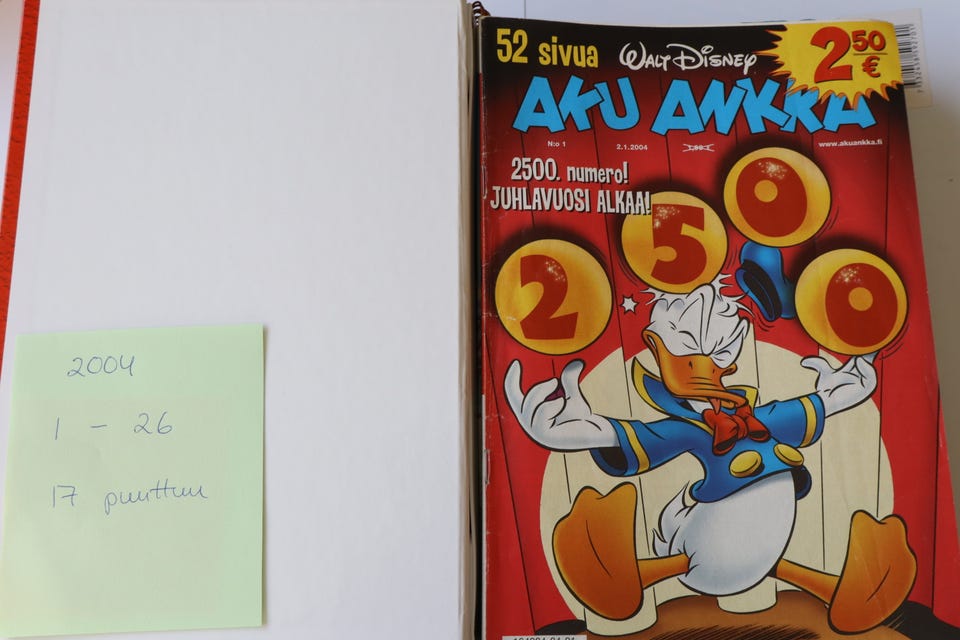 2004
1 - 26
17 puuttuu
52 sivua
WALT DISNEY
2 50 €
AKU ANKKA
N:o 1 2.1.2004 www.akuankka.fi
2500. numero!
JUHLAVUOSI ALKAA!
2 5 0 0